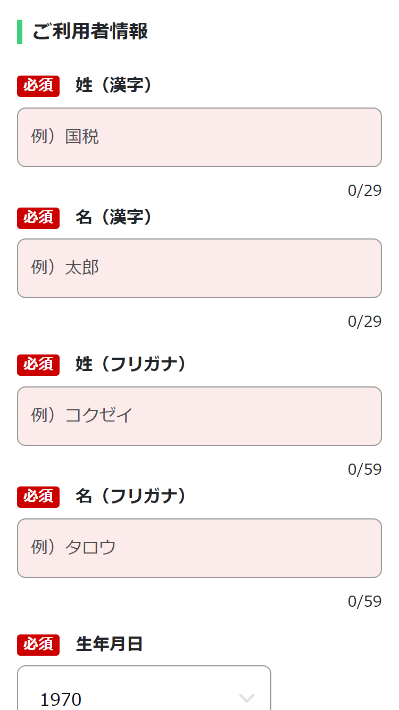 ご利用者情報
必須 姓（漢字）
例）国税
0/29
必須 名（漢字）
例）太郎
0/29
必須 姓（フリガナ）
例）コクゼイ
0/59
必須 名（フリガナ）
例）タロウ
0/59
必須 生年月日
1970